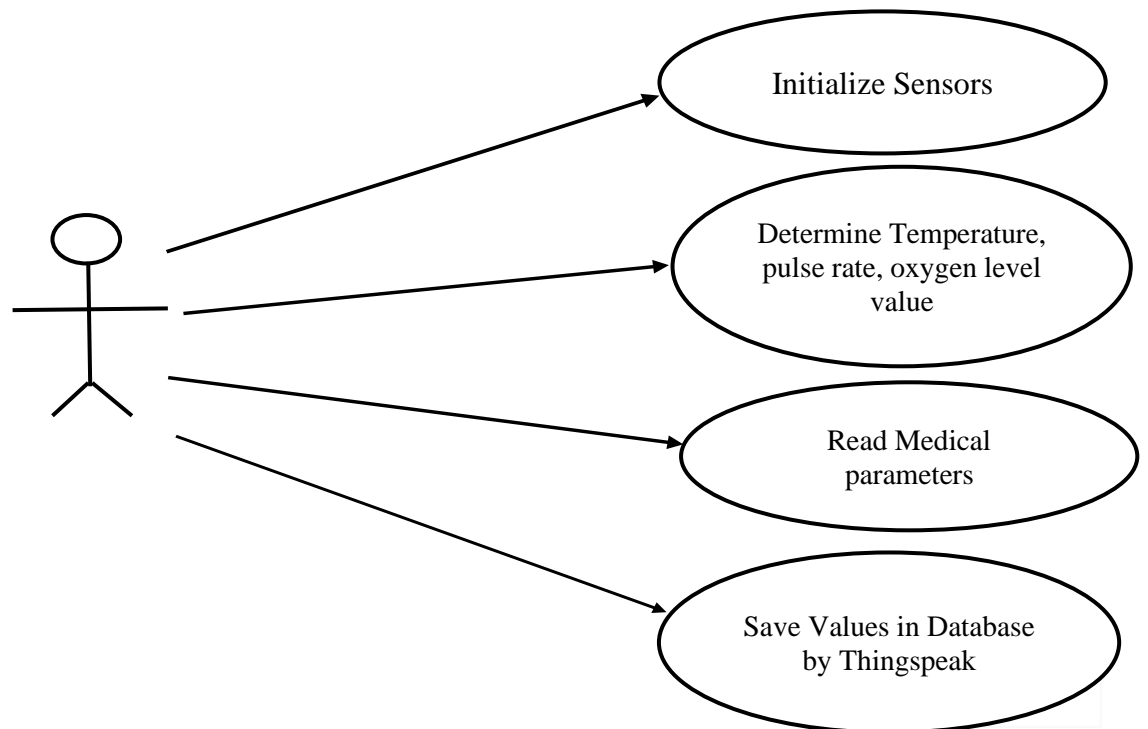 Initialize Sensors
Determine Temperature,
pulse rate, oxygen level
value
Read Medical
parameters
Save Values in Database
by Thingspeak